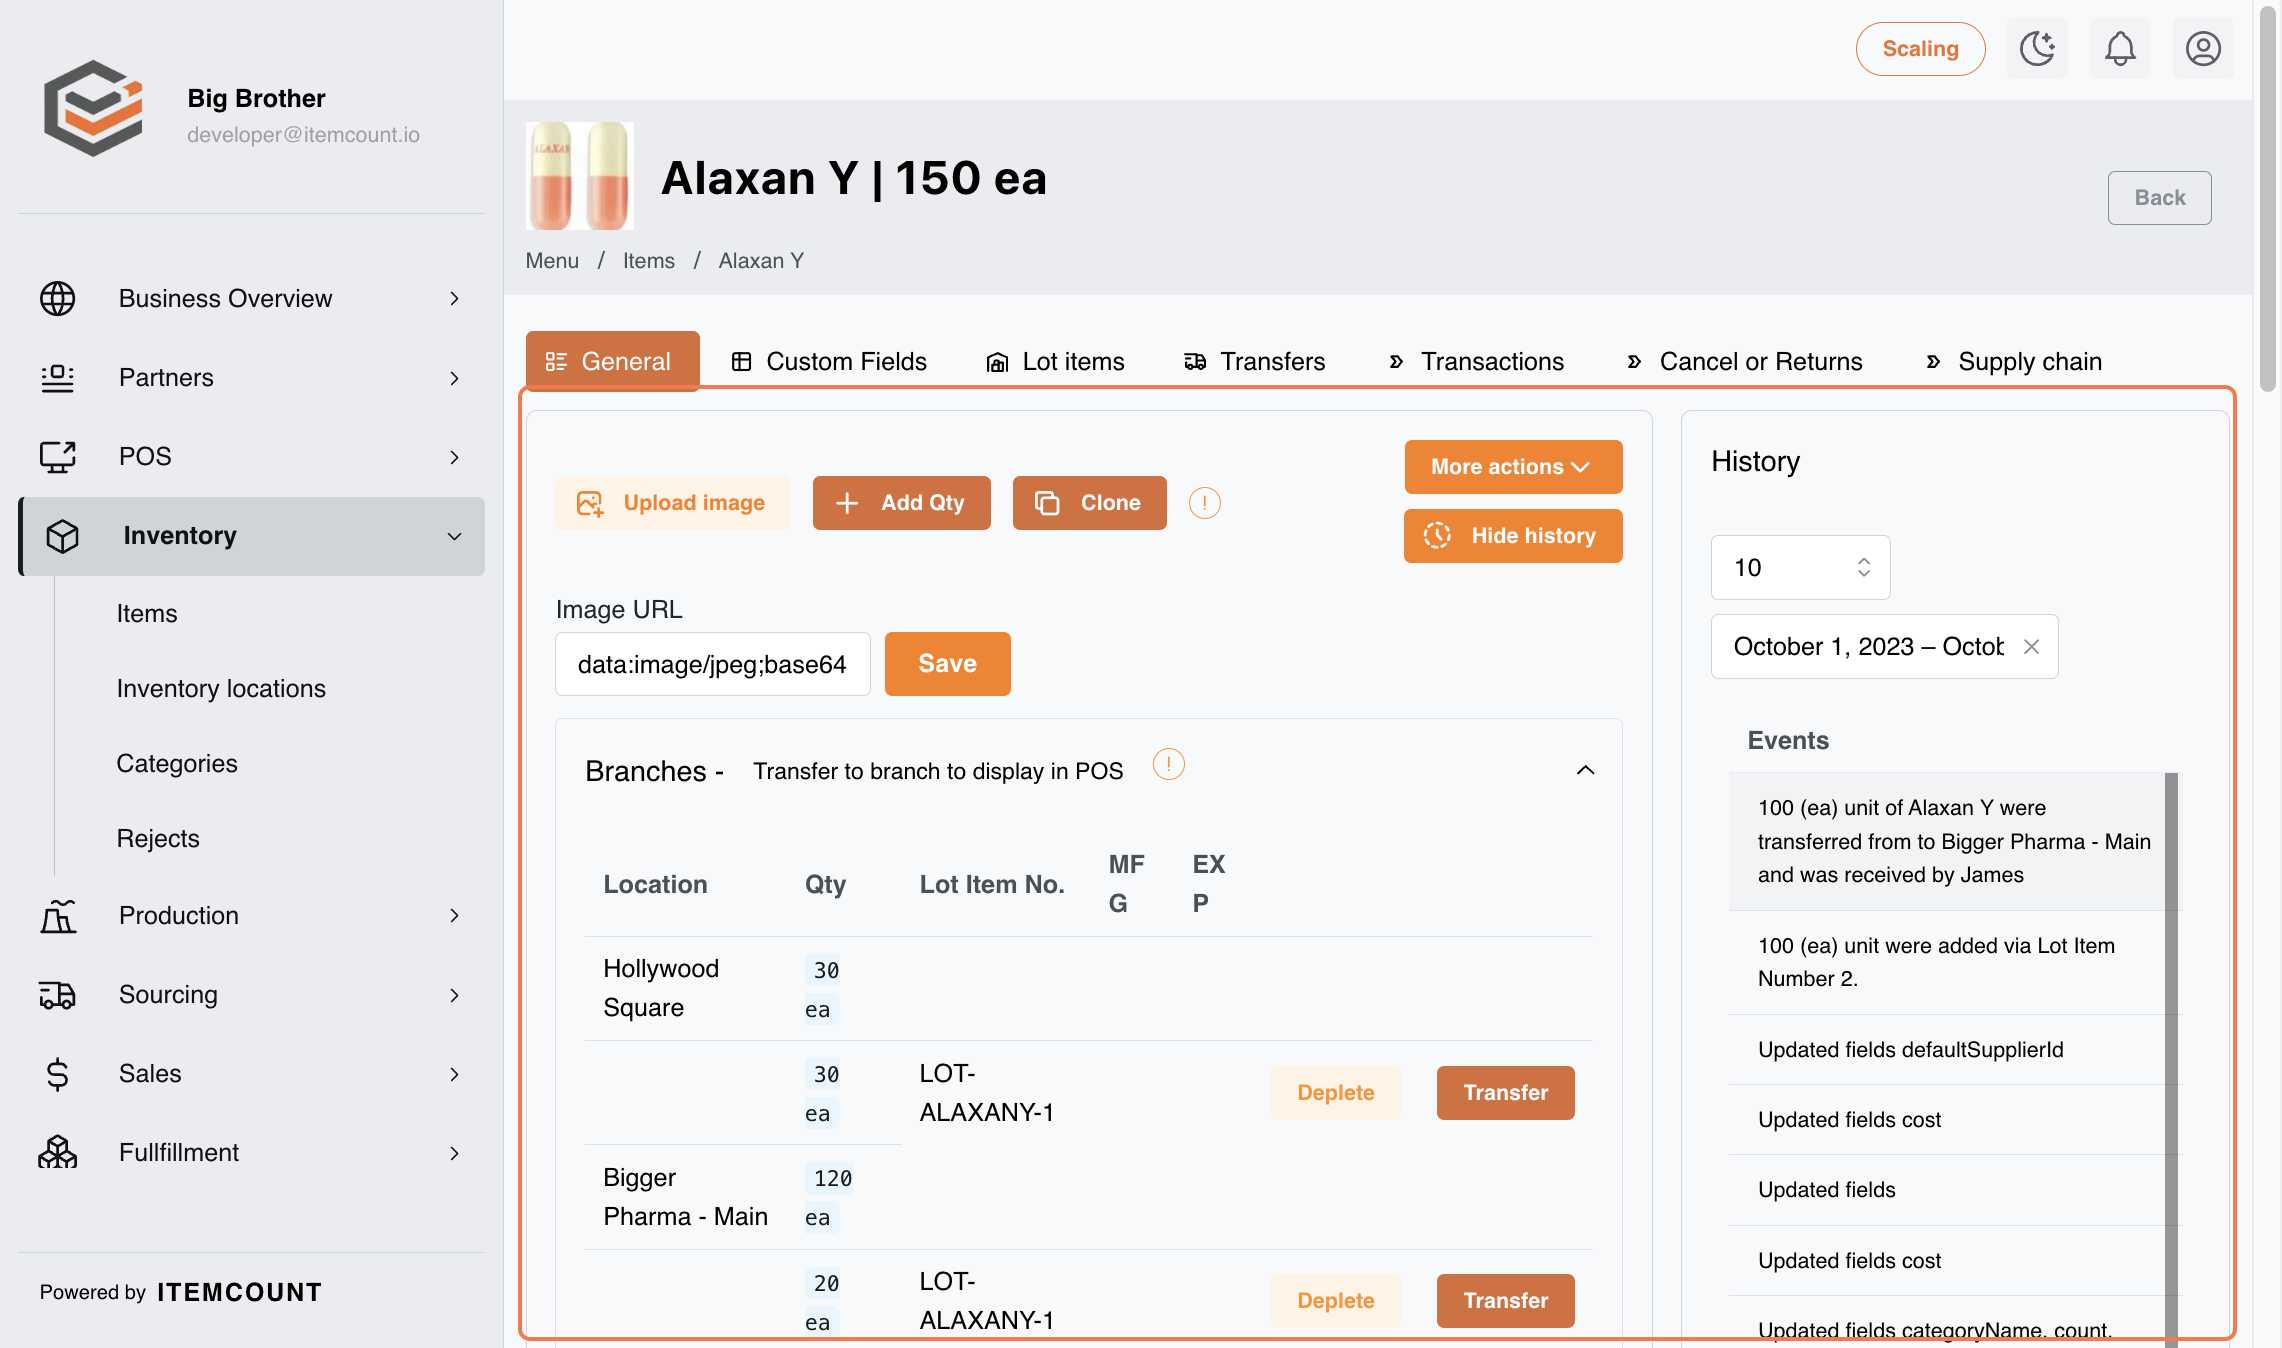 Big Brother
developer@itemcount.io
Business Overview
Partners
POS
Inventory
Items
Inventory locations
Categories
Rejects
Production
Sourcing
Sales
Fullfillment
Powered by ITEMCOUNT
Scaling
ALAXAN
Alaxan Y | 150 ea
Back
Menu / Items / Alaxan Y
General
Custom Fields
Lot items
Transfers
Transactions
Cancel or Returns
Supply chain
Upload image
Add Qty
Clone
More actions
Hide history
Image URL
data:image/jpeg;base64
Save
Branches - Transfer to branch to display in POS
Location Qty Lot Item No. MF EX
G P
Hollywood 30
Square ea
30 LOT-
ea ALAXANY-1
Deplete Transfer
Bigger 120
Pharma - Main ea
20 LOT-
ea ALAXANY-1
Deplete Transfer
History
10
October 1, 2023 – Octob
Events
100 (ea) unit of Alaxan Y were
transferred from to Bigger Pharma - Main
and was received by James
100 (ea) unit were added via Lot Item
Number 2.
Updated fields defaultSupplierId
Updated fields cost
Updated fields
Updated fields cost
Updated fields categoryName, count,